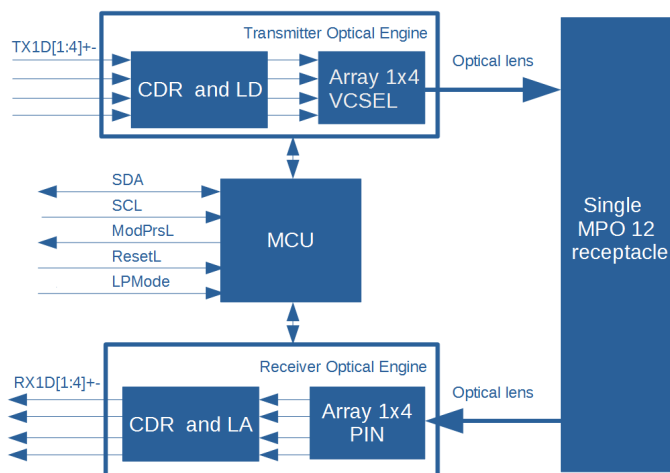 Transmitter Optical Engine
TX1D[1:4]+-
CDR and LD
Array 1x4
VCSEL
Optical lens
SDA
SCL
ModPrsL
ResetL
LPMode
MCU
Single
MPO 12
receptacle
Receiver Optical Engine
RX1D[1:4]+-
CDR and LA
Array 1x4
PIN
Optical lens